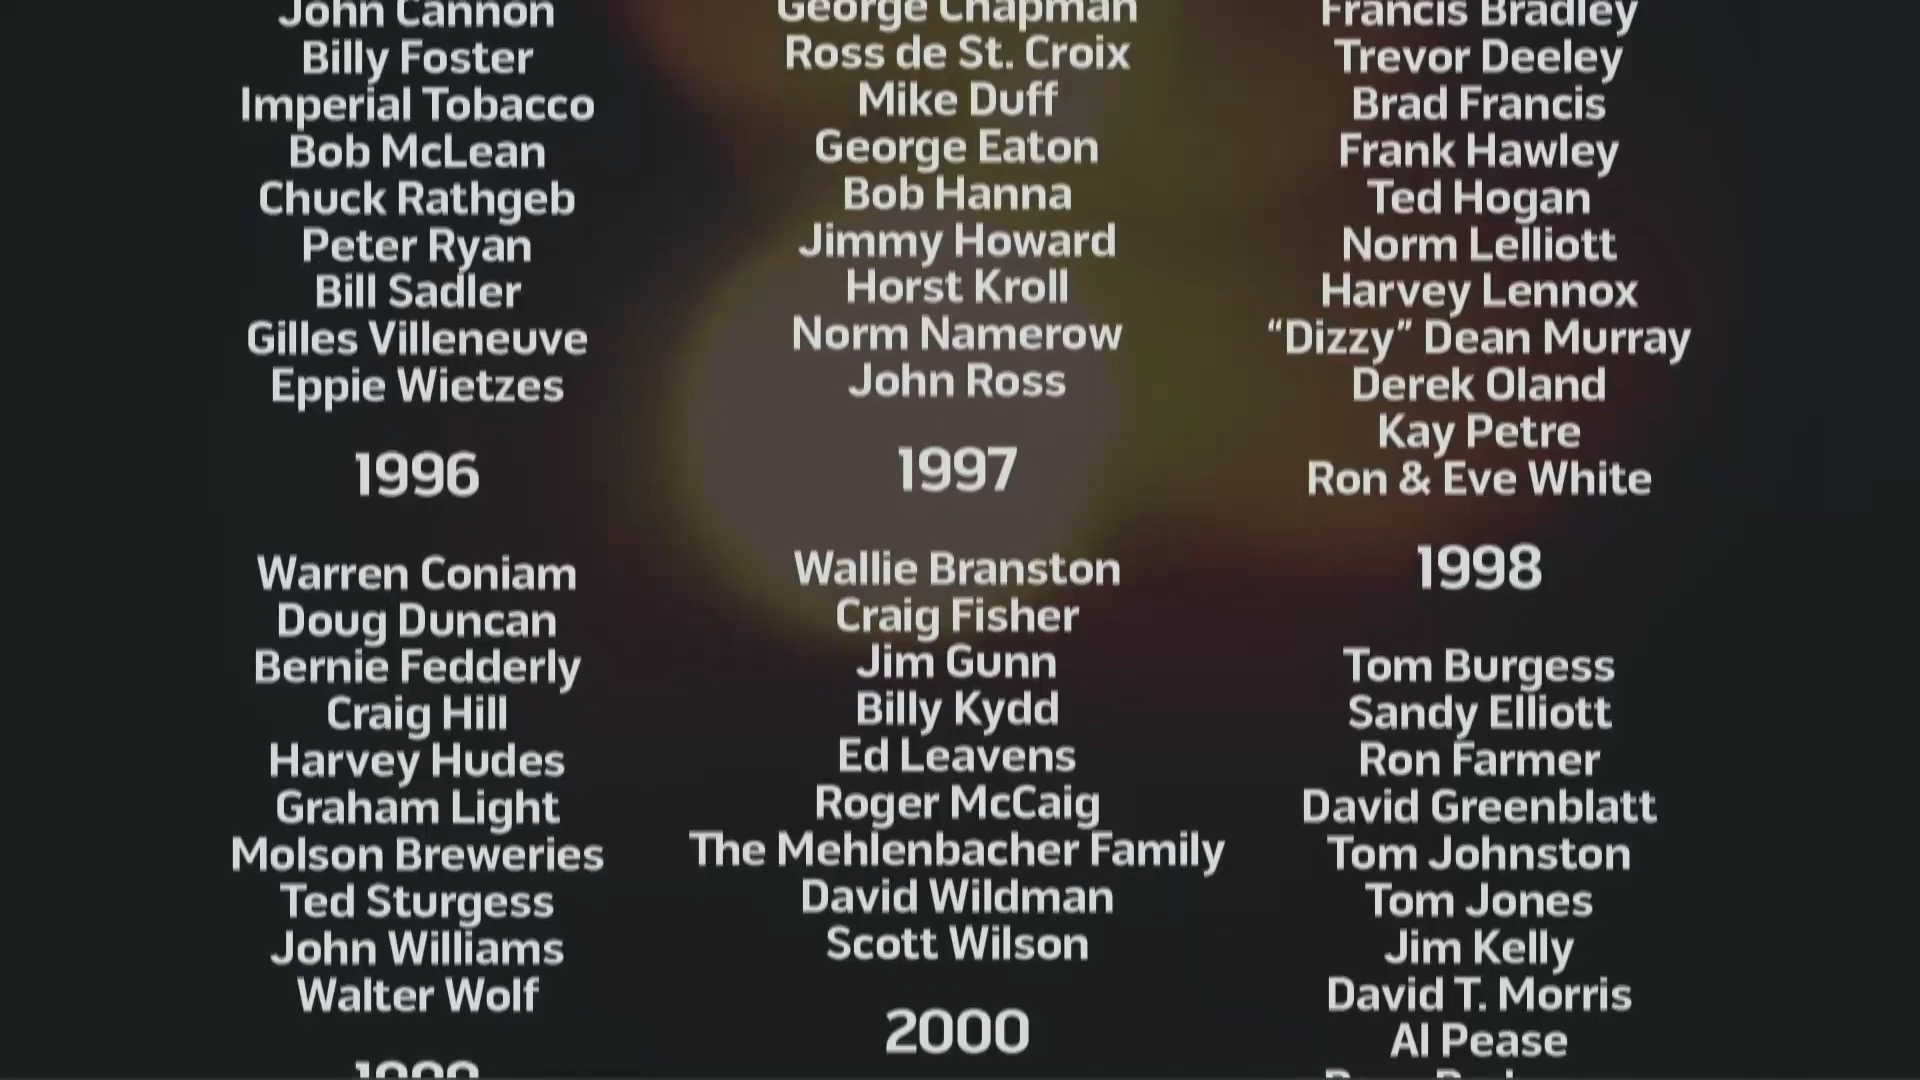 John Cannon
Billy Foster
Imperial Tobacco
Bob McLean
Chuck Rathgeb
Peter Ryan
Bill Sadler
Gilles Villeneuve
Eppie Wietzes
1996
Warren Coniam
Doug Duncan
Bernie Fedderly
Craig Hill
Harvey Hudes
Graham Light
Molson Breweries
Ted Sturgess
John Williams
Walter Wolf
1999
George Chapman
Ross de St. Croix
Mike Duff
George Eaton
Bob Hanna
Jimmy Howard
Horst Kroll
Norm Namerow
John Ross
1997
Wallie Branston
Craig Fisher
Jim Gunn
Billy Kydd
Ed Leavens
Roger McCaig
The Mehlenbacher Family
David Wildman
Scott Wilson
2000
Francis Bradley
Trevor Deeley
Brad Francis
Frank Hawley
Ted Hogan
Norm Lelliott
Harvey Lennox
“Dizzy” Dean Murray
Derek Oland
Kay Petre
Ron & Eve White
1998
Tom Burgess
Sandy Elliott
Ron Farmer
David Greenblatt
Tom Johnston
Tom Jones
Jim Kelly
David T. Morris
Al Pease